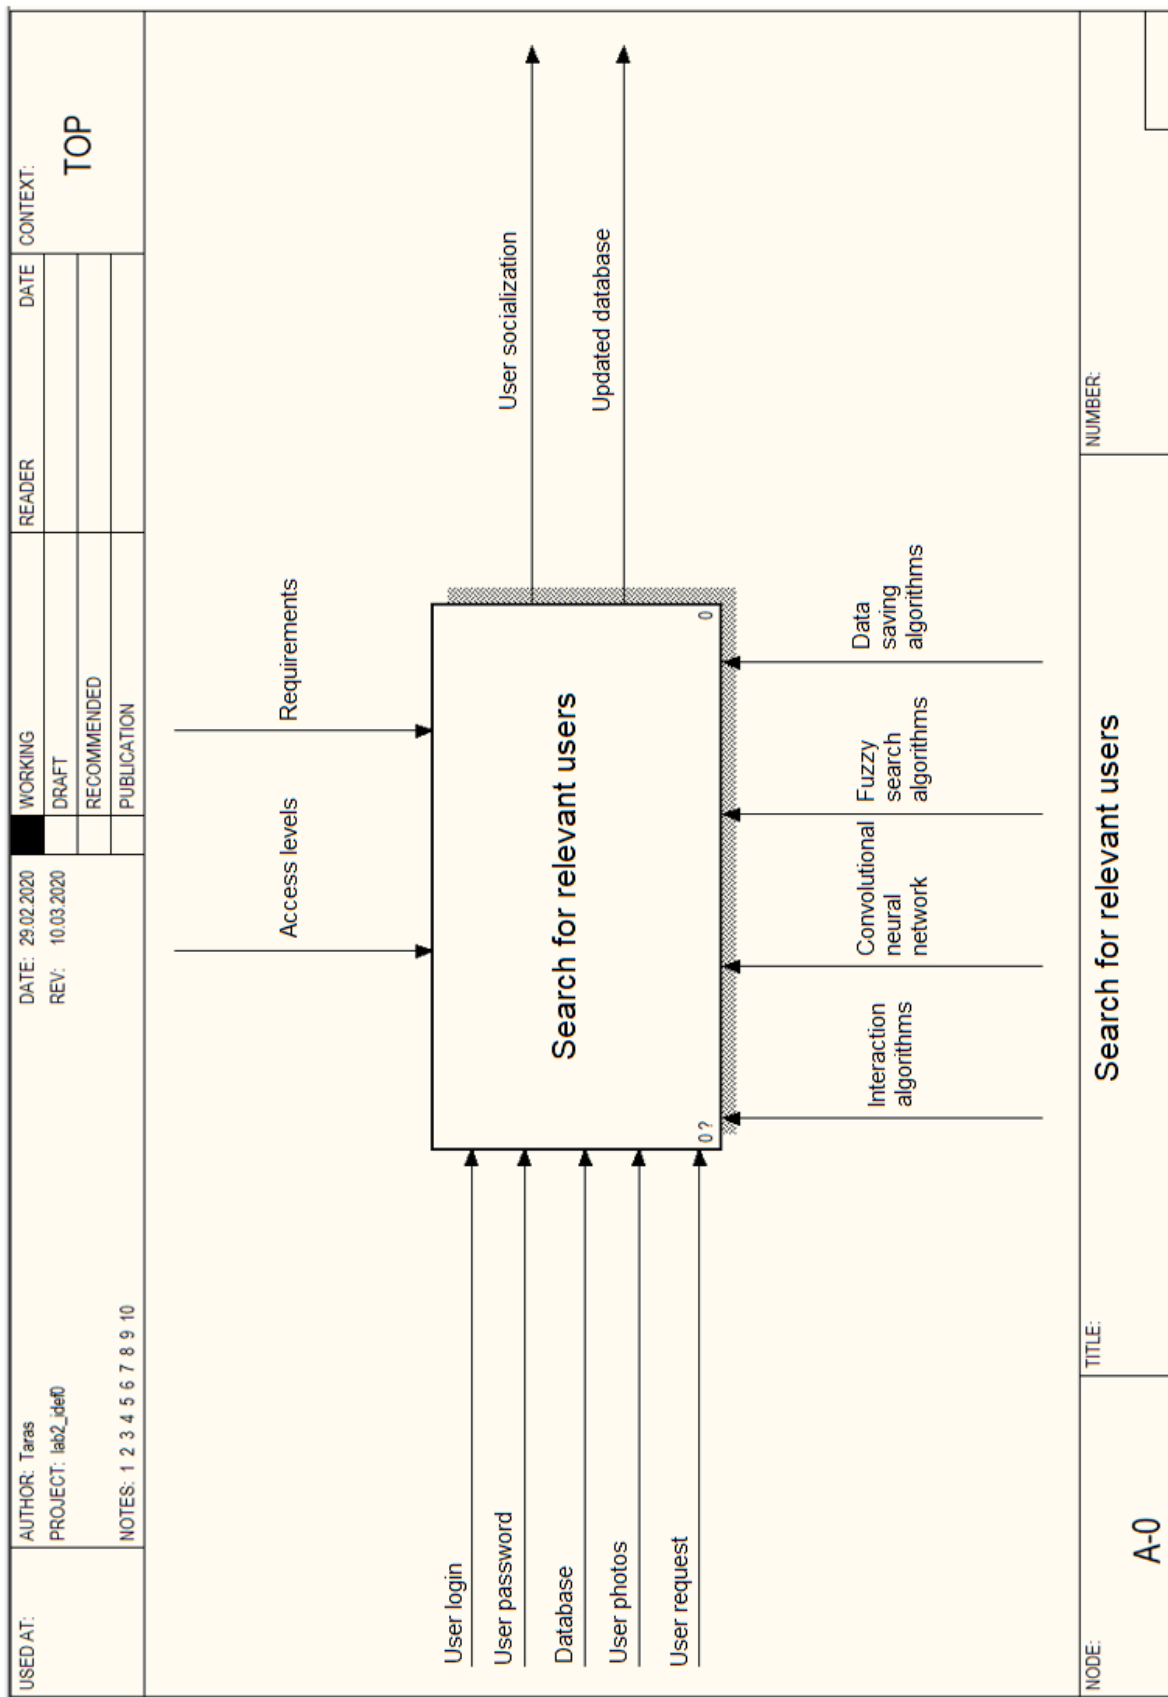 USED AT:
AUTHOR: Taras
PROJECT: lab2_idef0
NOTES: 1 2 3 4 5 6 7 8 9 10
DATE: 29.02.2020
REV: 10.03.2020
WORKING
DRAFT
RECOMMENDED
PUBLICATION
READER
DATE
CONTEXT:
TOP
Access levels
Requirements
User login
User password
Database
User photos
User request
Search for relevant users
0 ?
0
User socialization
Updated database
Interaction
algorithms
Convolutional
neural
network
Fuzzy
search
algorithms
Data
saving
algorithms
NODE:
A-0
TITLE:
Search for relevant users
NUMBER: